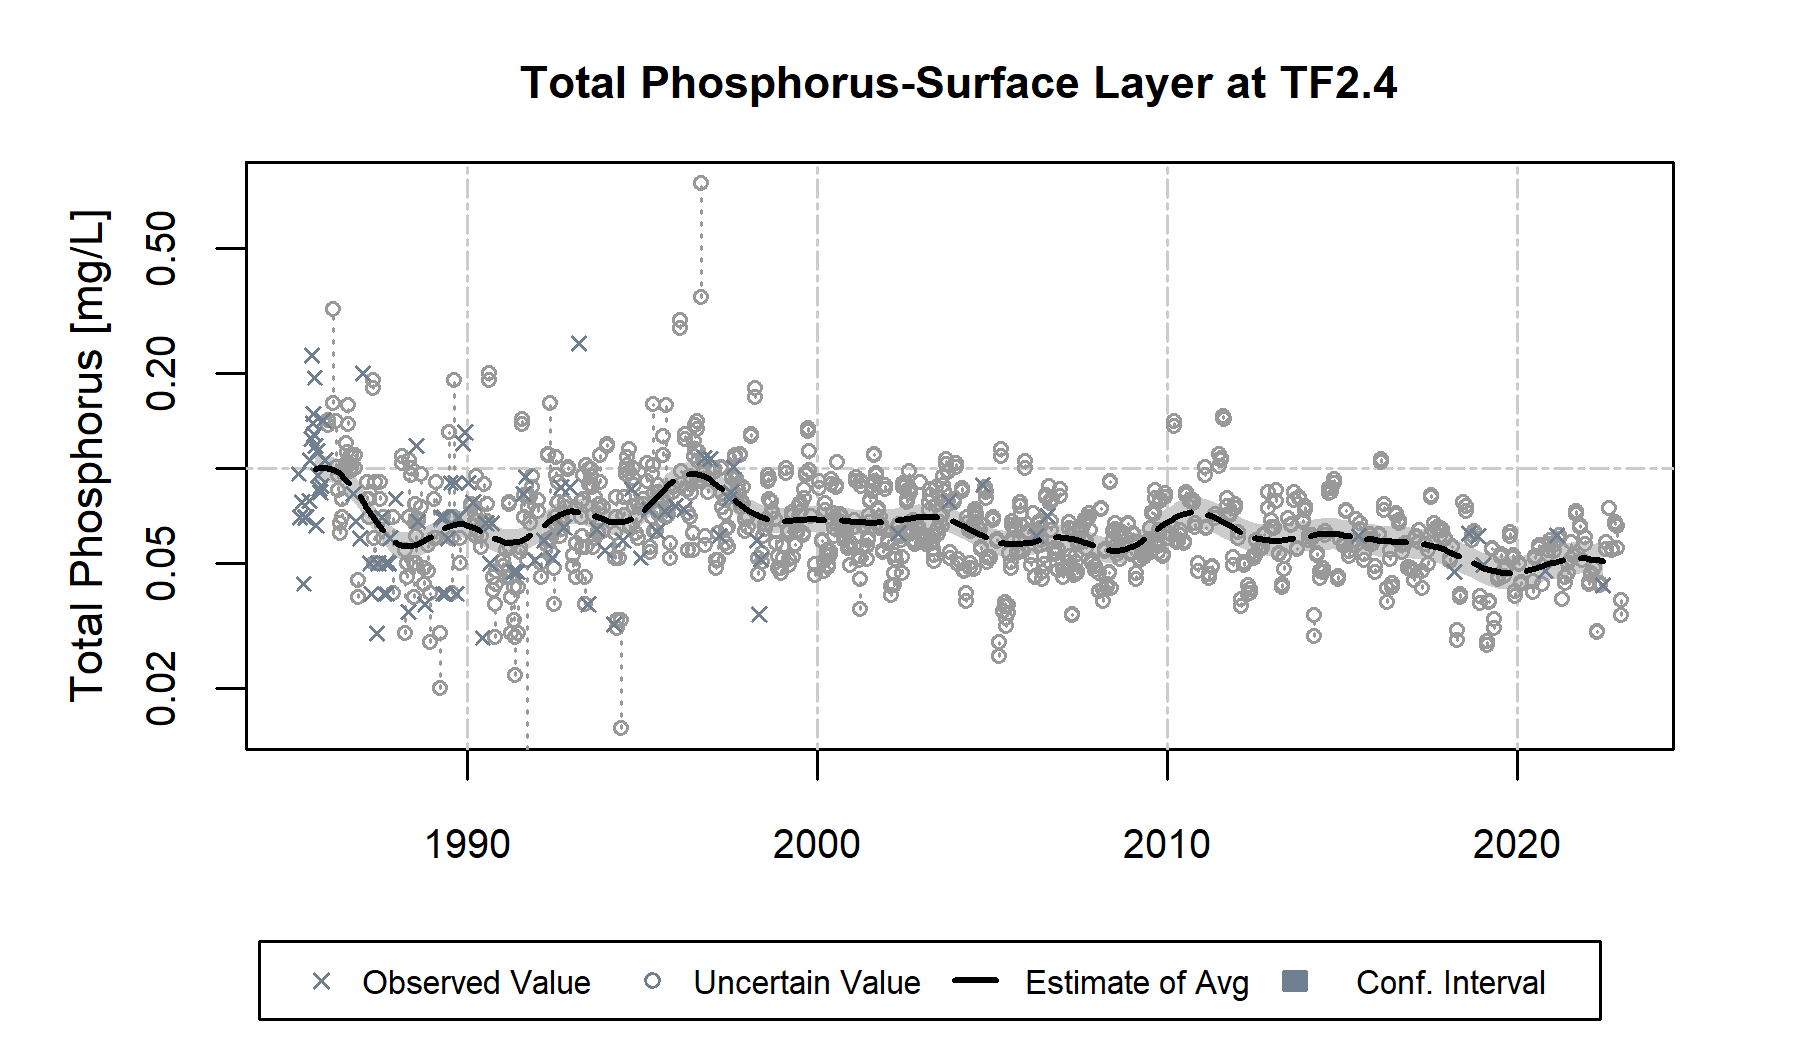 Total Phosphorus-Surface Layer at TF2.4
Total Phosphorus [mg/L]
0.50
0.20
0.05
0.02
1990 2000 2010 2020
Observed Value Uncertain Value Estimate of Avg Conf. Interval